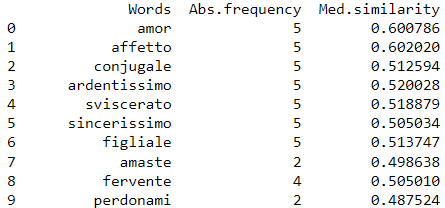 Words Abs.frequency Med.similarity
0 amor 5 0.600786
1 affetto 5 0.602020
2 conjugale 5 0.512594
3 ardentissimo 5 0.520028
4 sviscerato 5 0.518879
5 sincerissimo 5 0.505034
6 figliale 5 0.513747
7 amaste 2 0.498638
8 fervente 4 0.505010
9 perdonami 2 0.487524